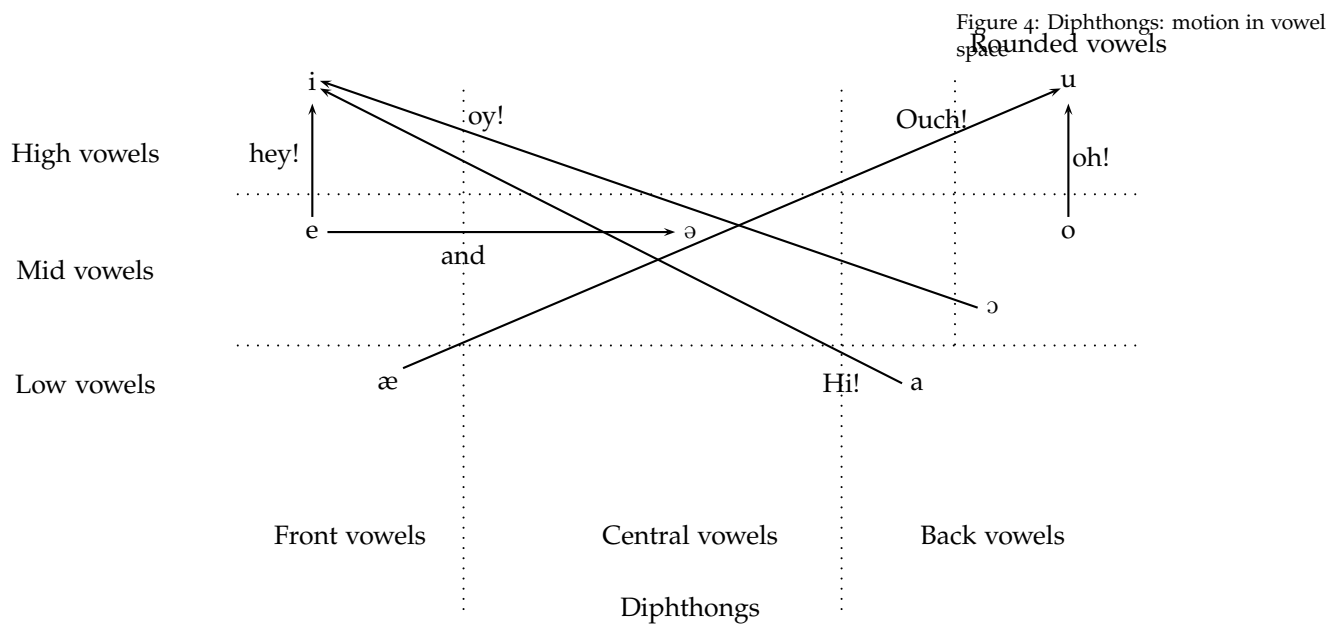 Figure 4: Diphthongs: motion in vowel
space
Rounded vowels
i
u
oy!
Ouch!
High vowels
hey!
oh!
e
ə
o
and
Mid vowels
ɔ
Low vowels
æ
Hi!
a
Front vowels
Central vowels
Back vowels
Diphthongs